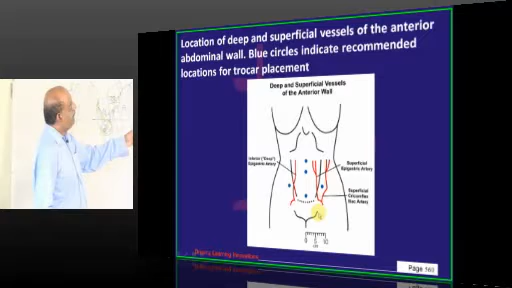 Location of deep and superficial vessels of the anterior
abdominal wall. Blue circles indicate recommended
locations for trocar placement
Deep and Superficial Vessels
of the Anterior Wall
Inferior ("Deep")
Epigastric Artery
Superficial
Epigastric Artery
Superficial
Circumflex
Iliac Artery
cm
Page 160